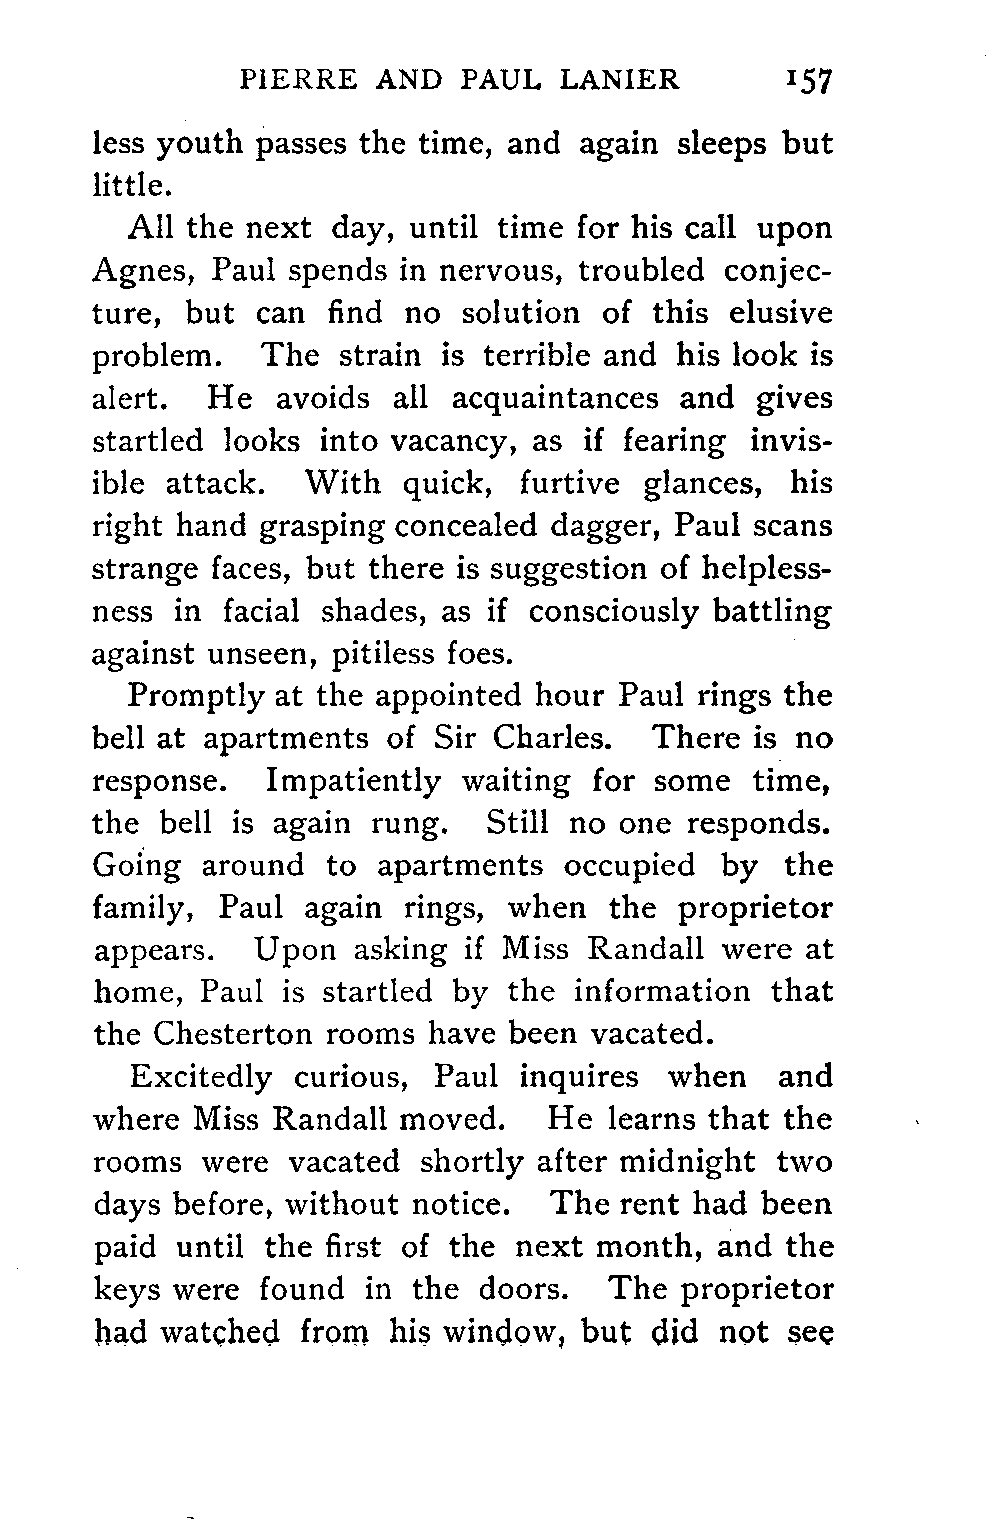 PIERRE AND PAUL LANIER 157
less youth passes the time, and again sleeps but
little.
All the next day, until time for his call upon
Agnes, Paul spends in nervous, troubled conjec-
ture, but can find no solution of this elusive
problem. The strain is terrible and his look is
alert. He avoids all acquaintances and gives
startled looks into vacancy, as if fearing invis-
ible attack. With quick, furtive glances, his
right hand grasping concealed dagger, Paul scans
strange faces, but there is suggestion of helpless-
ness in facial shades, as if consciously battling
against unseen, pitiless foes.
Promptly at the appointed hour Paul rings the
bell at apartments of Sir Charles. There is no
response. Impatiently waiting for some time,
the bell is again rung. Still no one responds.
Going around to apartments occupied by the
family, Paul again rings, when the proprietor
appears. Upon asking if Miss Randall were at
home, Paul is startled by the information that
the Chesterton rooms have been vacated.
Excitedly curious, Paul inquires when and
where Miss Randall moved. He learns that the
rooms were vacated shortly after midnight two
days before, without notice. The rent had been
paid until the first of the next month, and the
keys were found in the doors. The proprietor
had watched from his window, but did not see